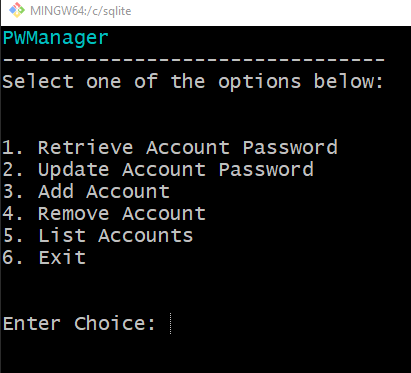 MINGW64:/c/sqlite
PWManager
--------------------------------
Select one of the options below:
1. Retrieve Account Password
2. Update Account Password
3. Add Account
4. Remove Account
5. List Accounts
6. Exit
Enter Choice: